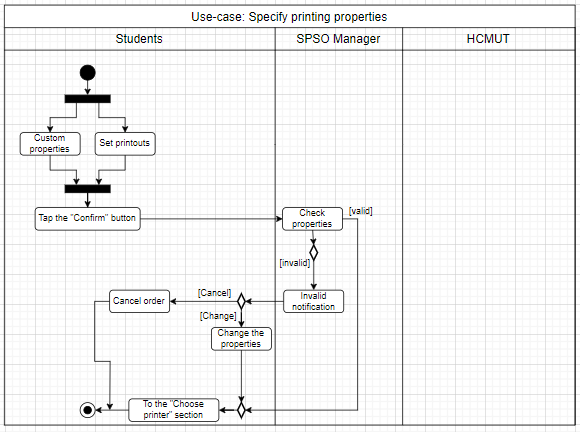 Use-case: Specify printing properties
Students
SPSO Manager
HCMUT
Custom
properties
Set printouts
Tap the "Confirm" button
Check
properties
[valid]
[invalid]
[Cancel]
Cancel order
Invalid
notification
[Change]
Change the
properties
To the "Choose
printer" section